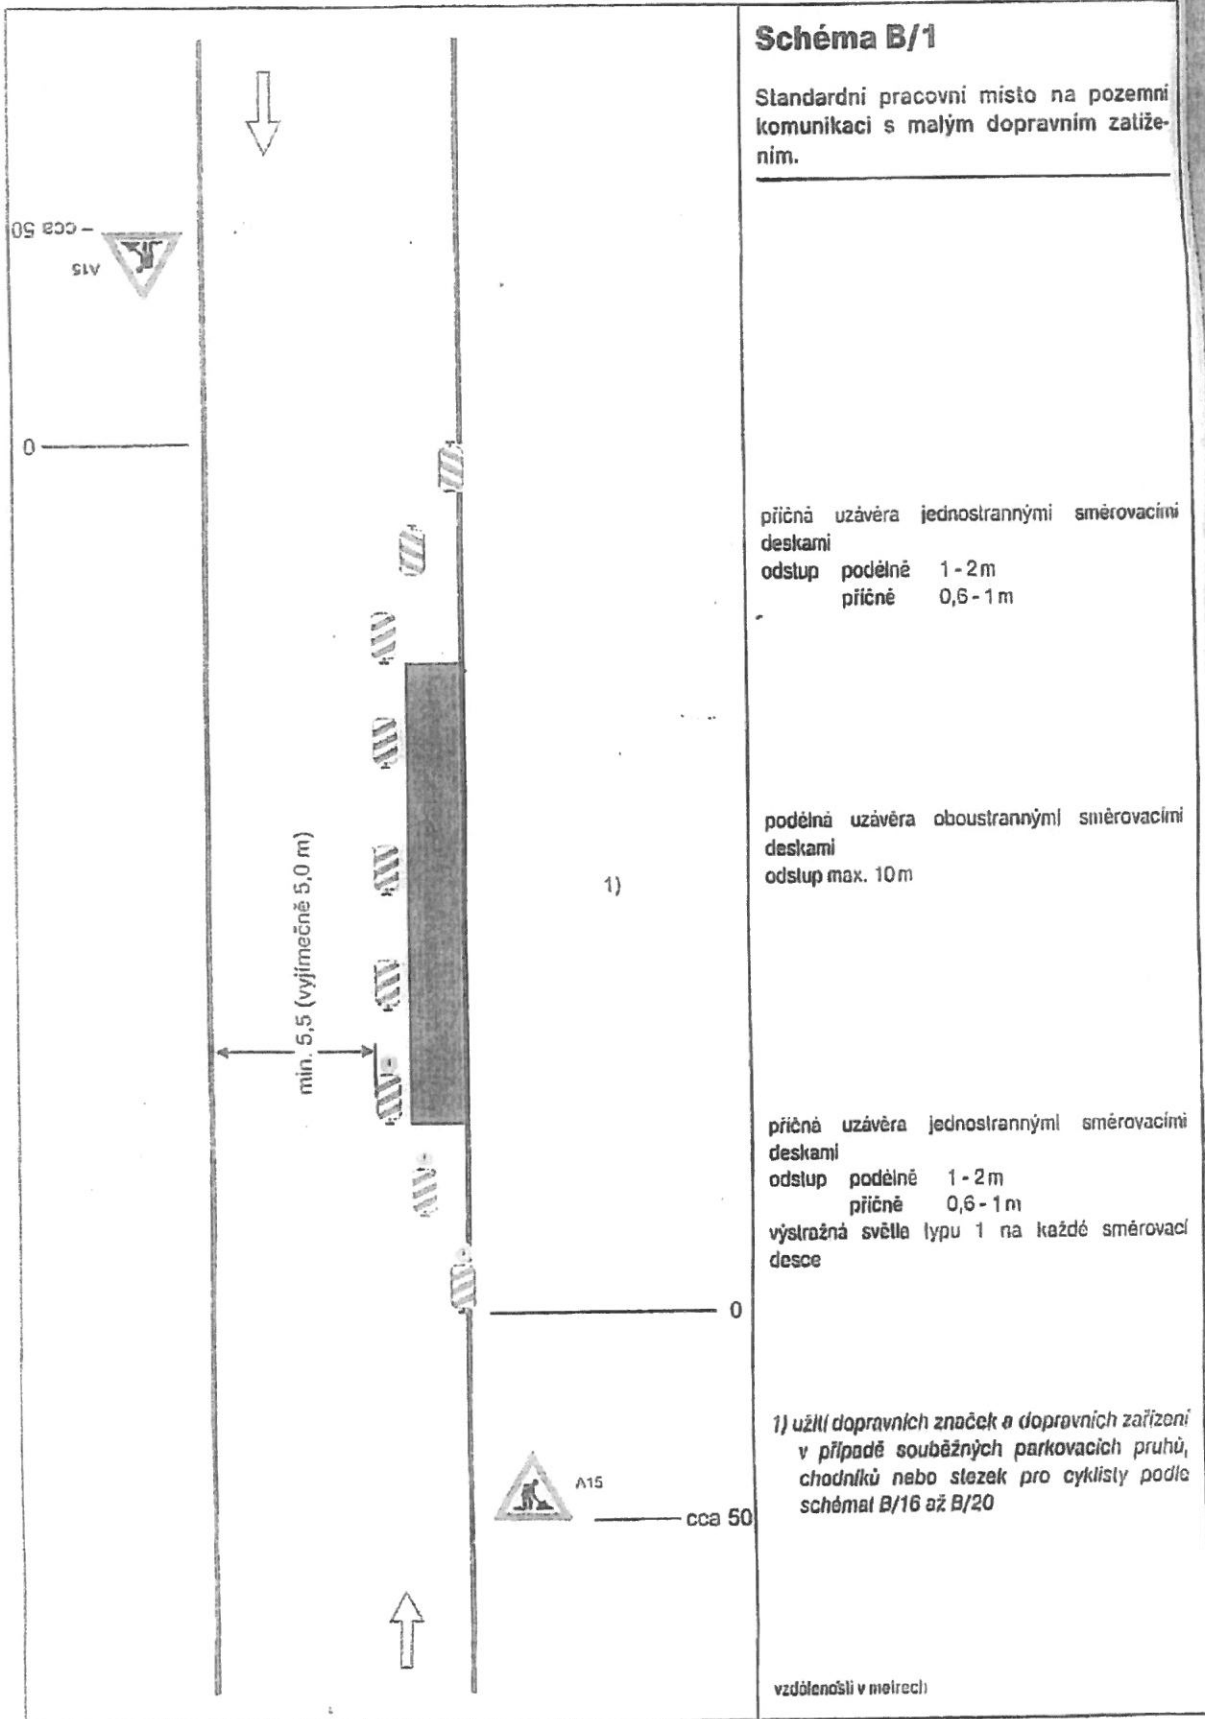 Schéma B/1
Standardní pracovní místo na pozemní
komunikaci s malým dopravním zatíže-
ním.
cca 50
A15
0
příčná uzávěra jednostrannými směrovacími
deskami
odstup podélně 1 - 2 m
příčně 0,6 - 1 m
podélná uzávěra oboustrannými směrovacími
deskami
odstup max. 10 m
1)
min. 5,5 (vyjímečně 5,0 m)
příčná uzávěra jednostrannými směrovacími
deskami
odstup podélně 1 - 2 m
příčně 0,6 - 1 m
výstražná světla typu 1 na každé směrovací
desce
0
1) užití dopravních značek a dopravních zařízení
v případě souběžných parkovacích pruhů,
chodníků nebo stezek pro cyklisty podle
schémat B/16 až B/20
A15
cca 50
vzdálenosti v metrech